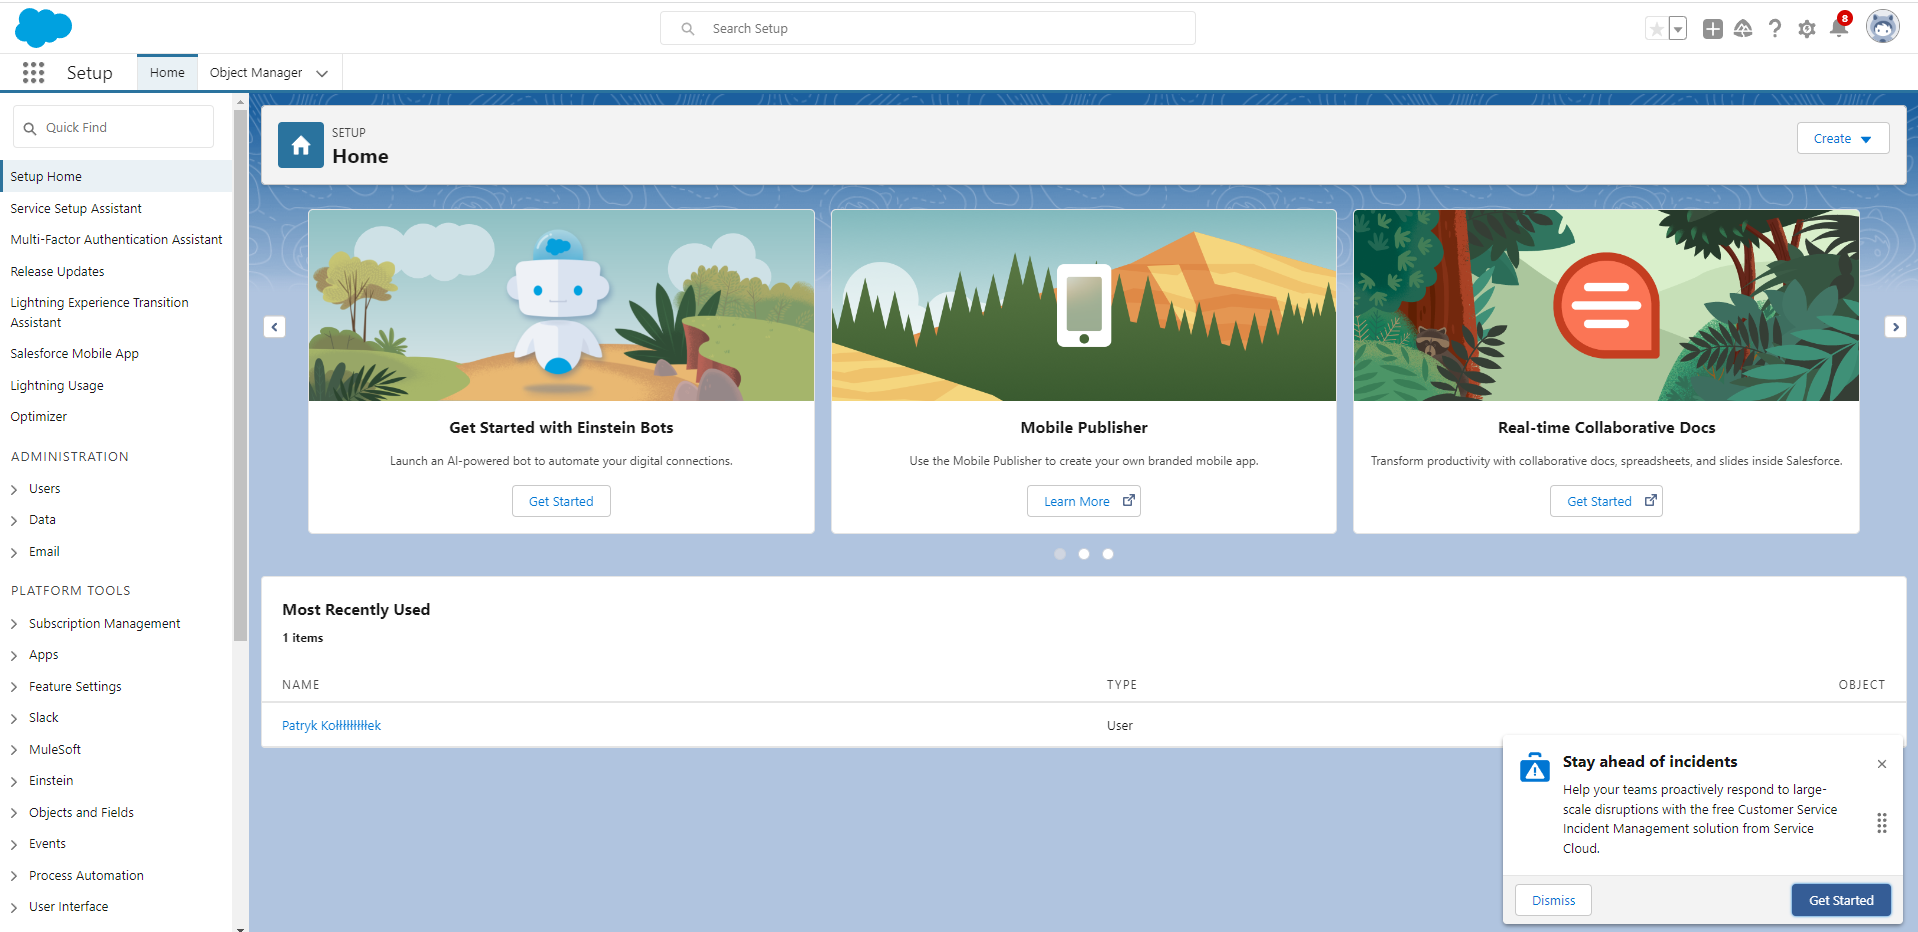 Search Setup
8
Setup
Home
Object Manager
Quick Find
Setup Home
Service Setup Assistant
Multi-Factor Authentication Assistant
Release Updates
Lightning Experience Transition
Assistant
Salesforce Mobile App
Lightning Usage
Optimizer
ADMINISTRATION
Users
Data
Email
PLATFORM TOOLS
Subscription Management
Apps
Feature Settings
Slack
MuleSoft
Einstein
Objects and Fields
Events
Process Automation
User Interface
SETUP
Home
Create
Get Started with Einstein Bots
Launch an AI-powered bot to automate your digital connections.
Get Started
Mobile Publisher
Use the Mobile Publisher to create your own branded mobile app.
Learn More
Real-time Collaborative Docs
Transform productivity with collaborative docs, spreadsheets, and slides inside Salesforce.
Get Started
Most Recently Used
1 items
NAME TYPE OBJECT
Patryk User
Stay ahead of incidents
Help your teams proactively respond to large-
scale disruptions with the free Customer Service
Incident Management solution from Service
Cloud.
Dismiss
Get Started